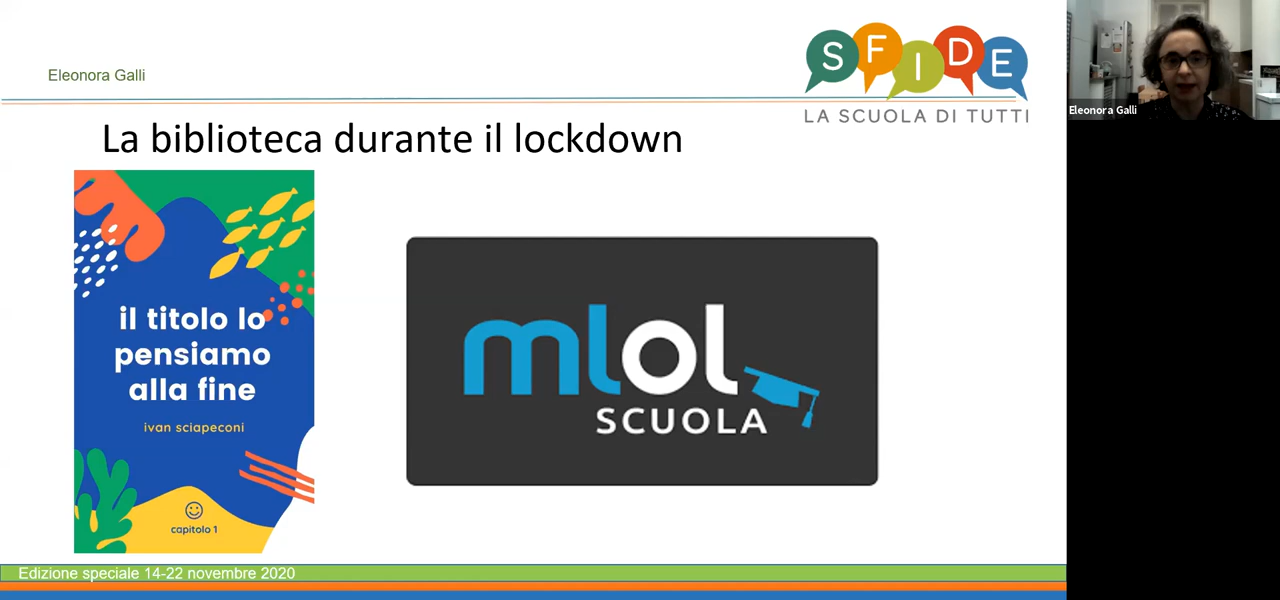 Eleonora Galli
SFIDE
LA SCUOLA DI TUTTI
Eleonora Galli
La biblioteca durante il lockdown
il titolo lo
pensiamo
alla fine
ivan sciapeconi
capitolo 1
mlol
SCUOLA
Edizione speciale 14-22 novembre 2020